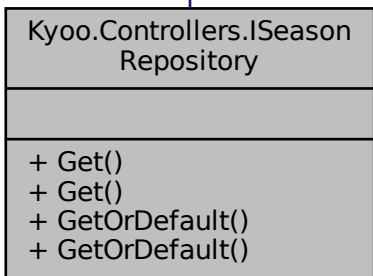 Kyoo.Controllers.ISeason
Repository
+ Get()
+ Get()
+ GetOrDefault()
+ GetOrDefault()